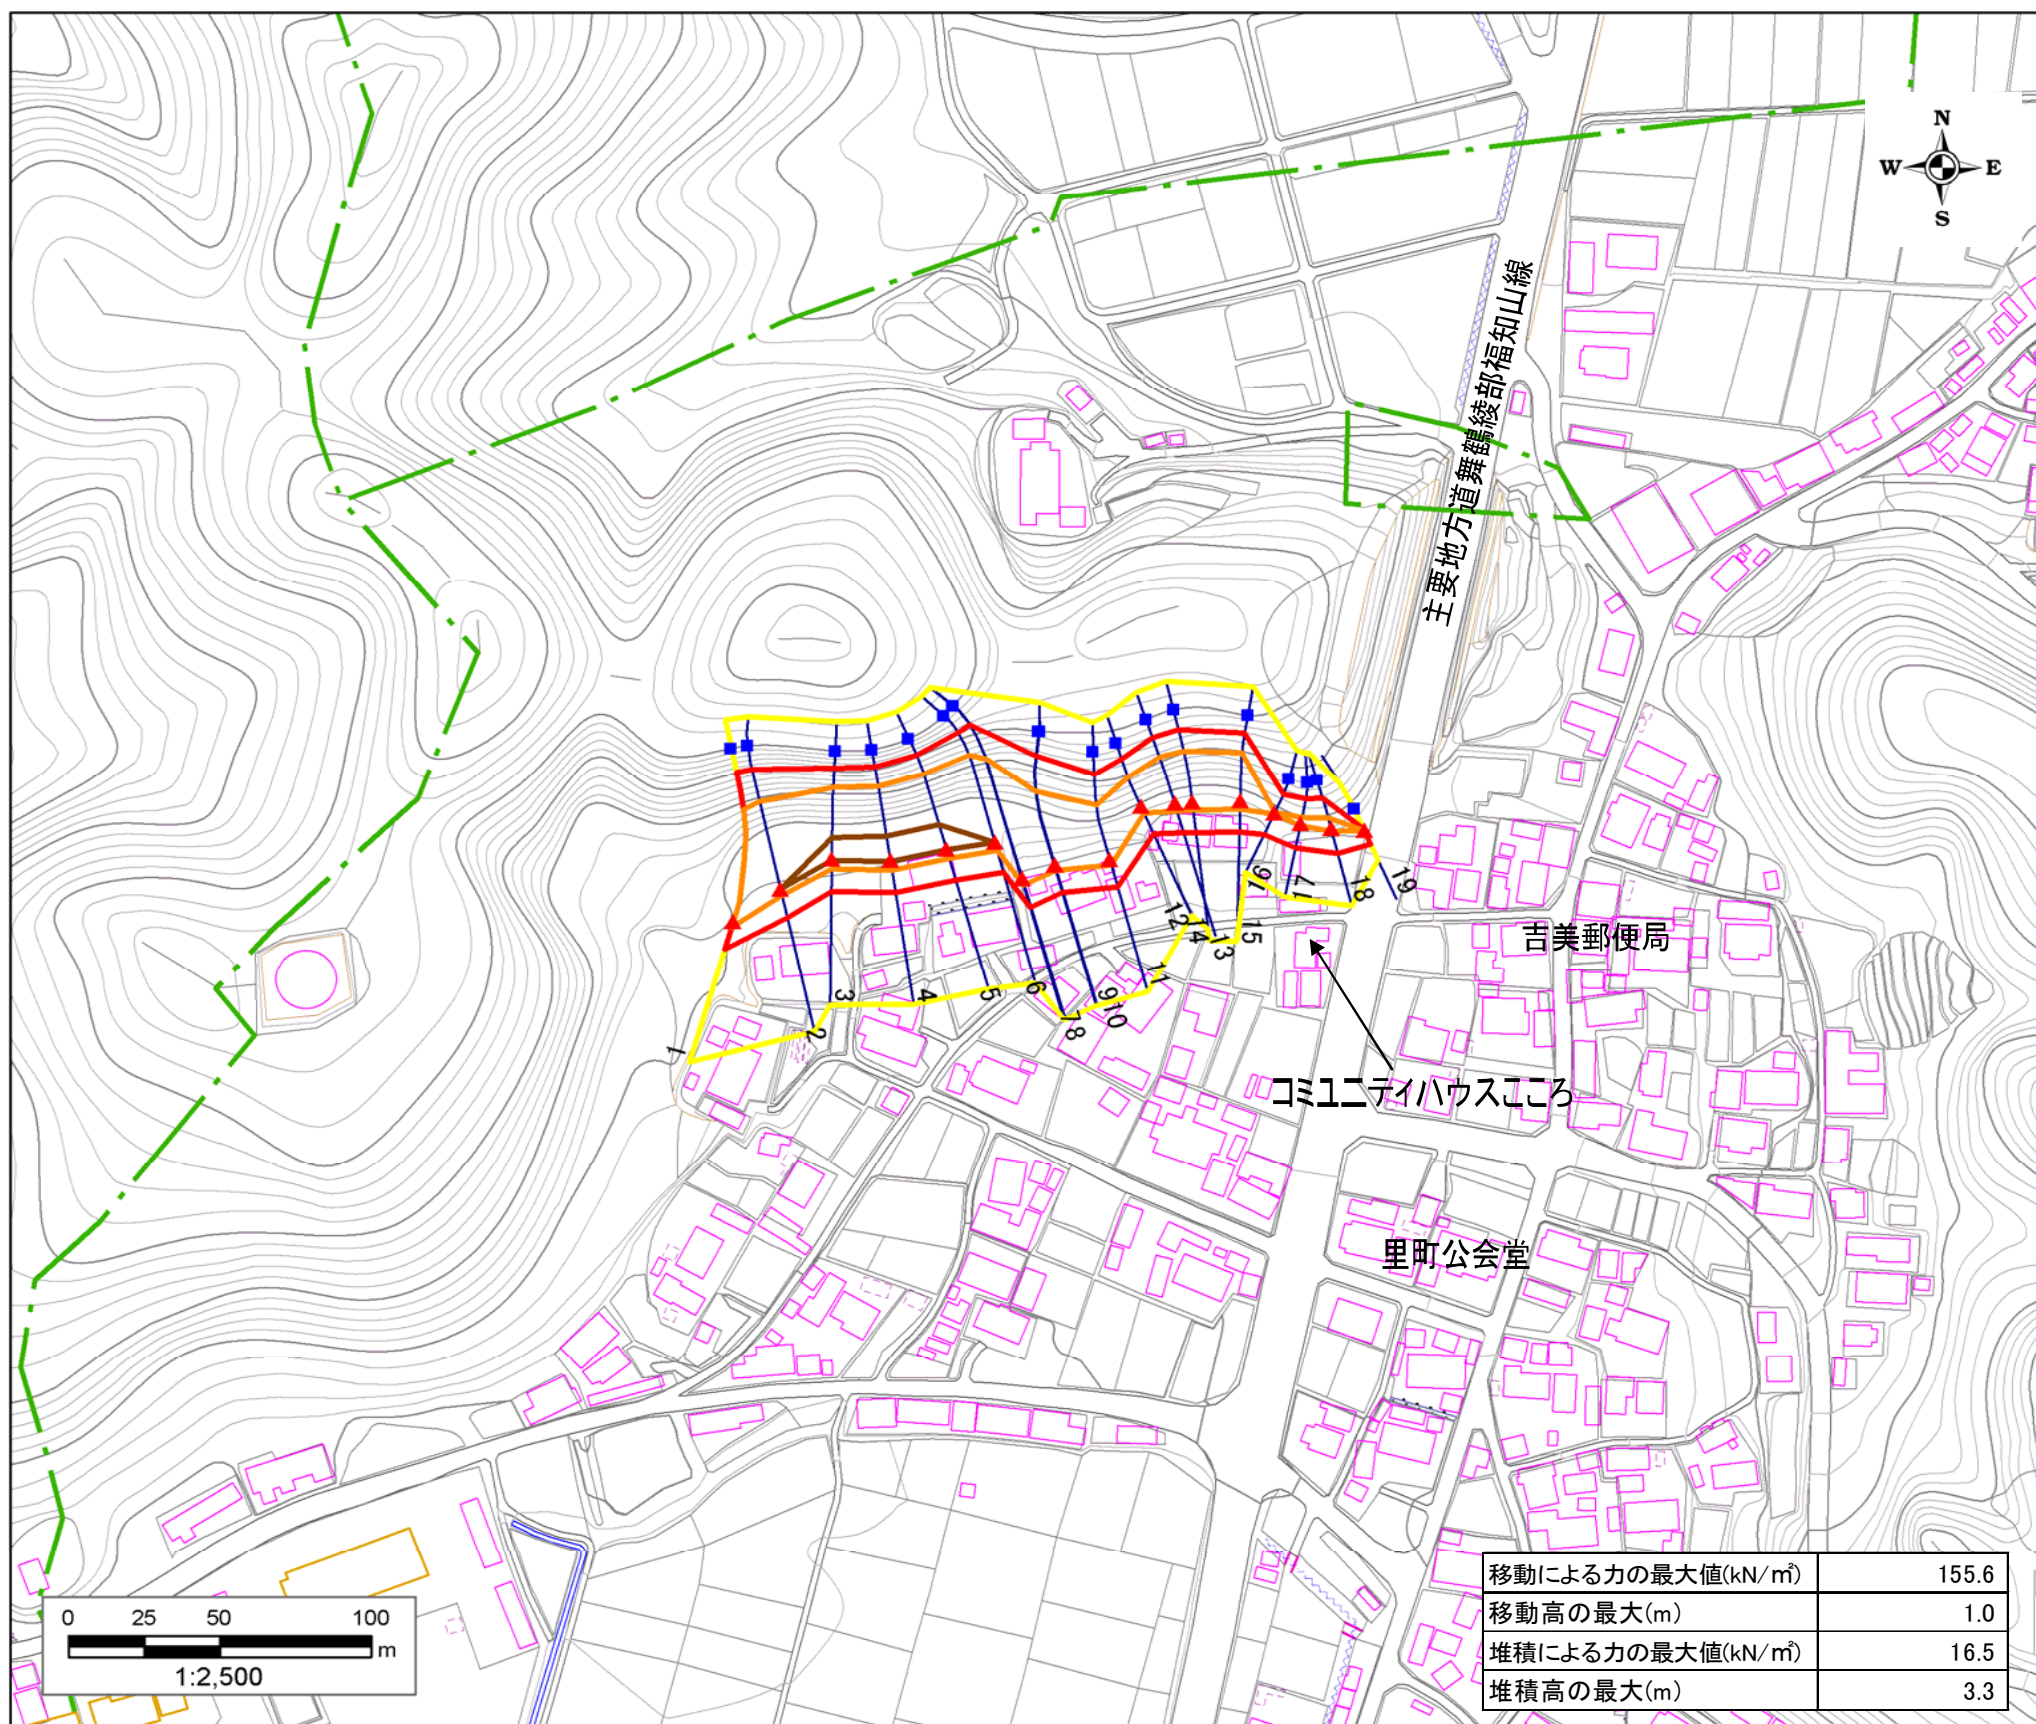 N
W E
S
主要地方道舞鶴綾部福知山線
1
2
3
4
5
6
7
8
9
10
11
12
14
13
15
16
17
18
19
吉美郵便局
コミュニテイハウスこころ
里町公会堂
0 25 50 100
m
1:2,500
移動による力の最大値(kN/㎡) 155.6
移動高の最大(m) 1.0
堆積による力の最大値(kN/㎡) 16.5
堆積高の最大(m) 3.3